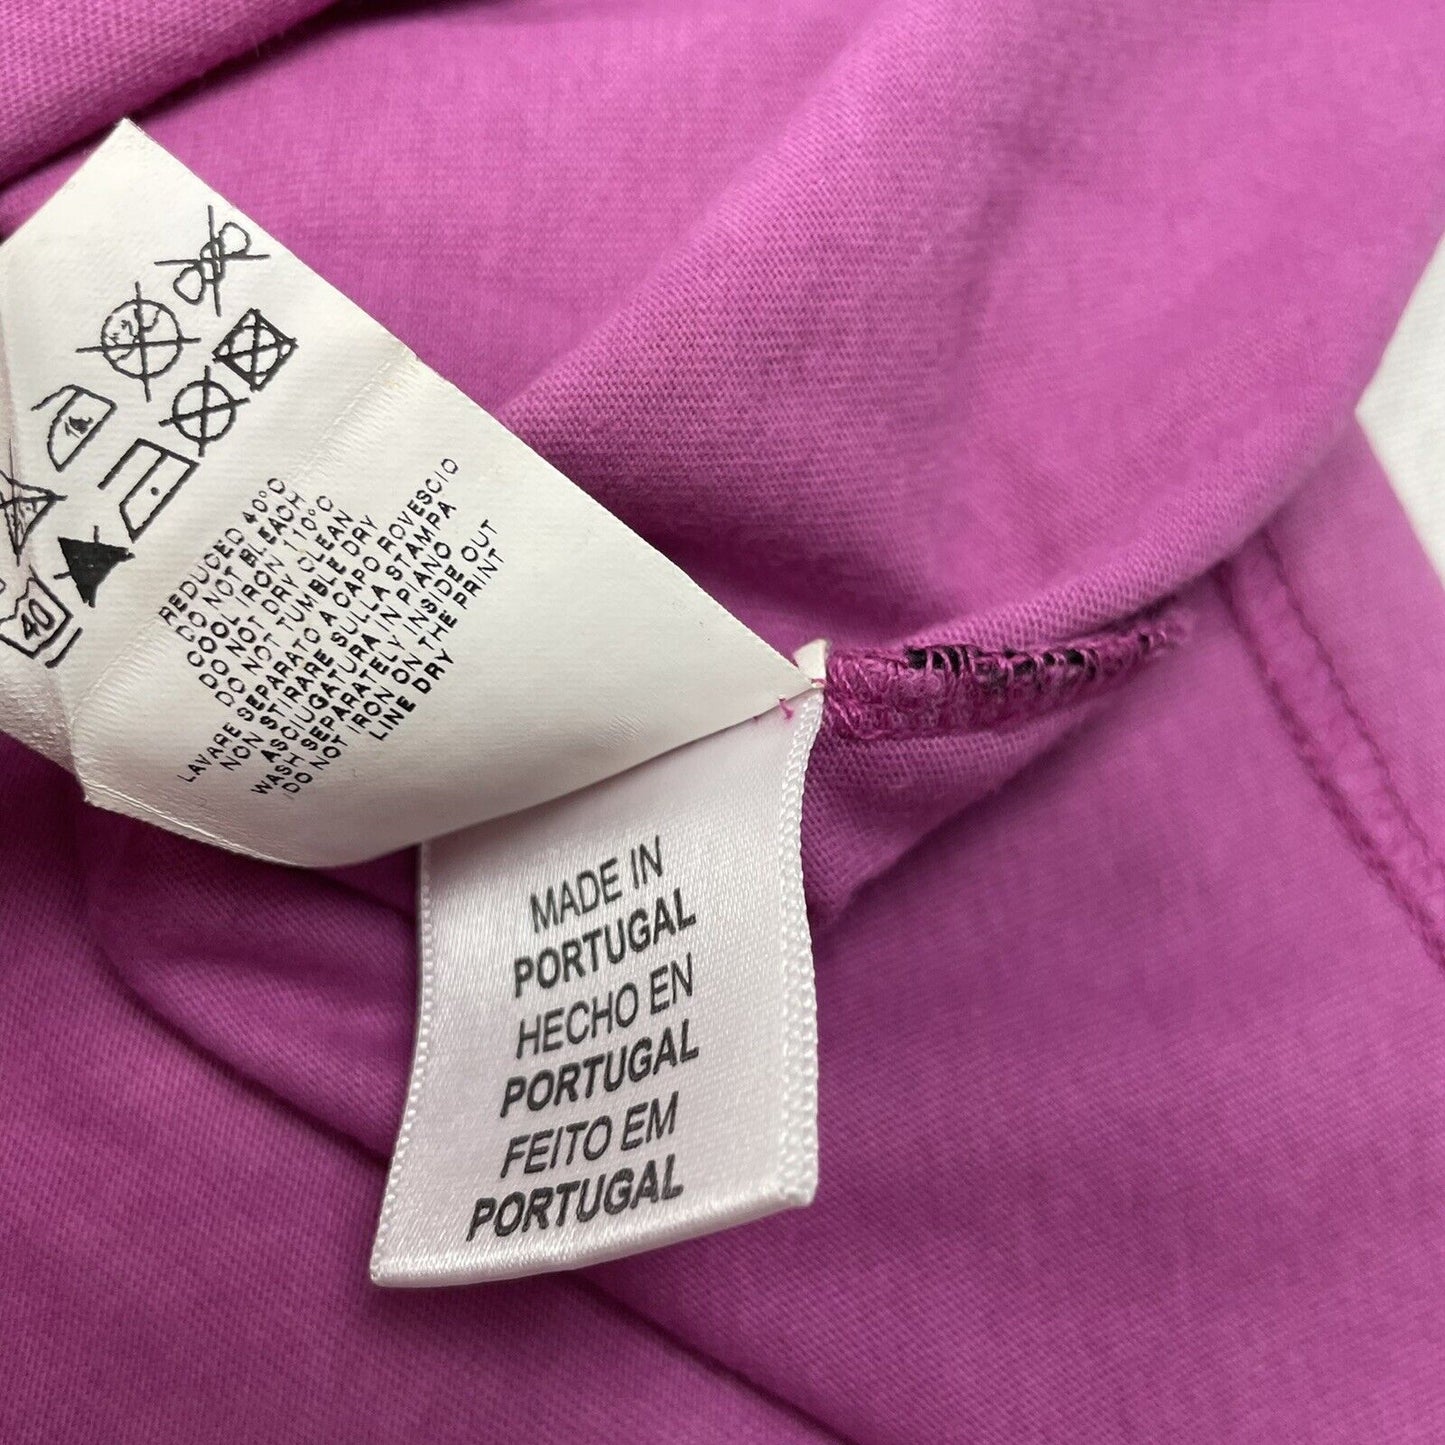 40
REDUCED 40°C
DO NOT BLEACH
COOL IRON 110°C
DO NOT DRY CLEAN
DO NOT TUMBLE DRY
LAVARE SEPARATO A CAPO ROVESCIO
NON STIRARE SULLA STAMPA
ASCIUGATURA IN PIANO
WASH SEPARATELY INSIDE OUT
DO NOT IRON ON THE PRINT
LINE DRY
MADE IN
PORTUGAL
HECHO EN
PORTUGAL
FEITO EM
PORTUGAL